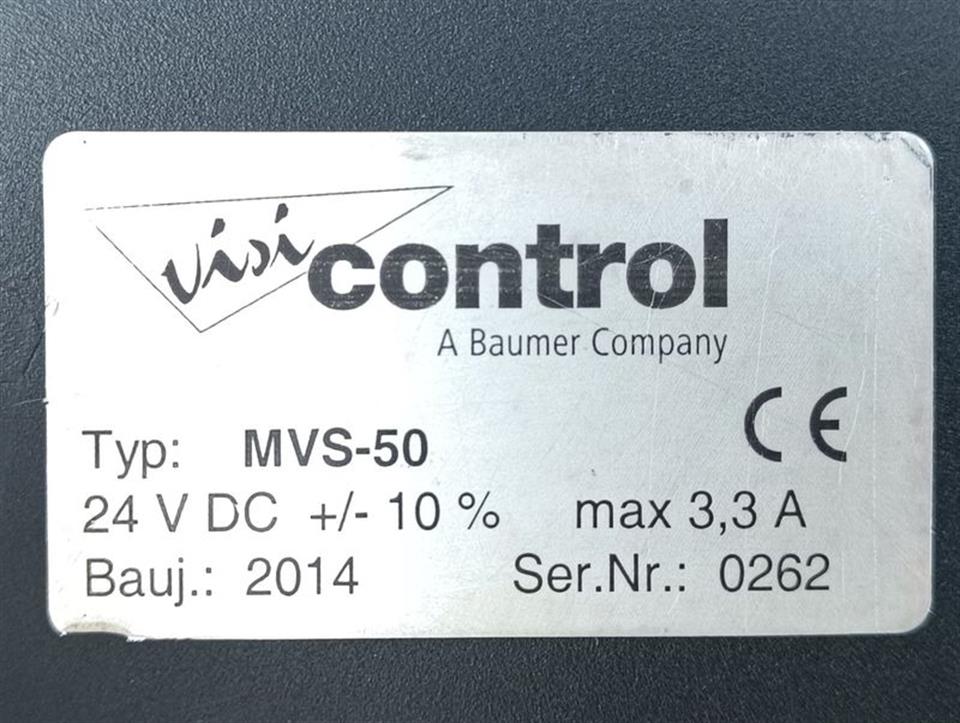 visi control
A Baumer Company
CE
Typ: MVS-50
24 V DC +/- 10 % max 3,3 A
Bauj.: 2014 Ser.Nr.: 0262